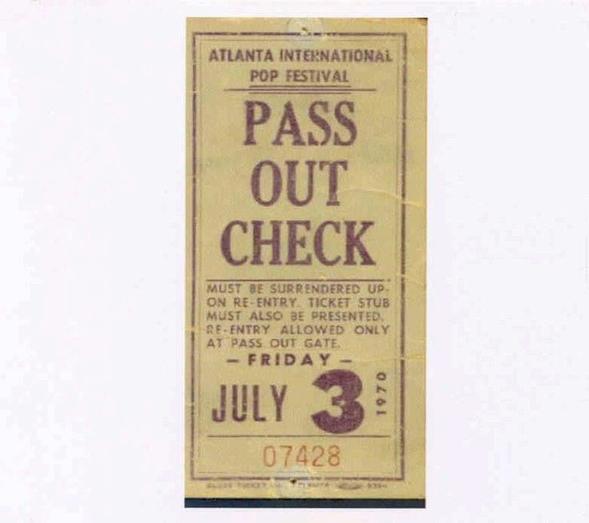 ATLANTA INTERNATIONAL
POP FESTIVAL
PASS
OUT
CHECK
MUST BE SURRENDERED UP-
ON RE-ENTRY. TICKET STUB
MUST ALSO BE PRESENTED.
RE-ENTRY ALLOWED ONLY
AT PASS OUT GATE.
– FRIDAY –
JULY 3 1970
07428
TICKET